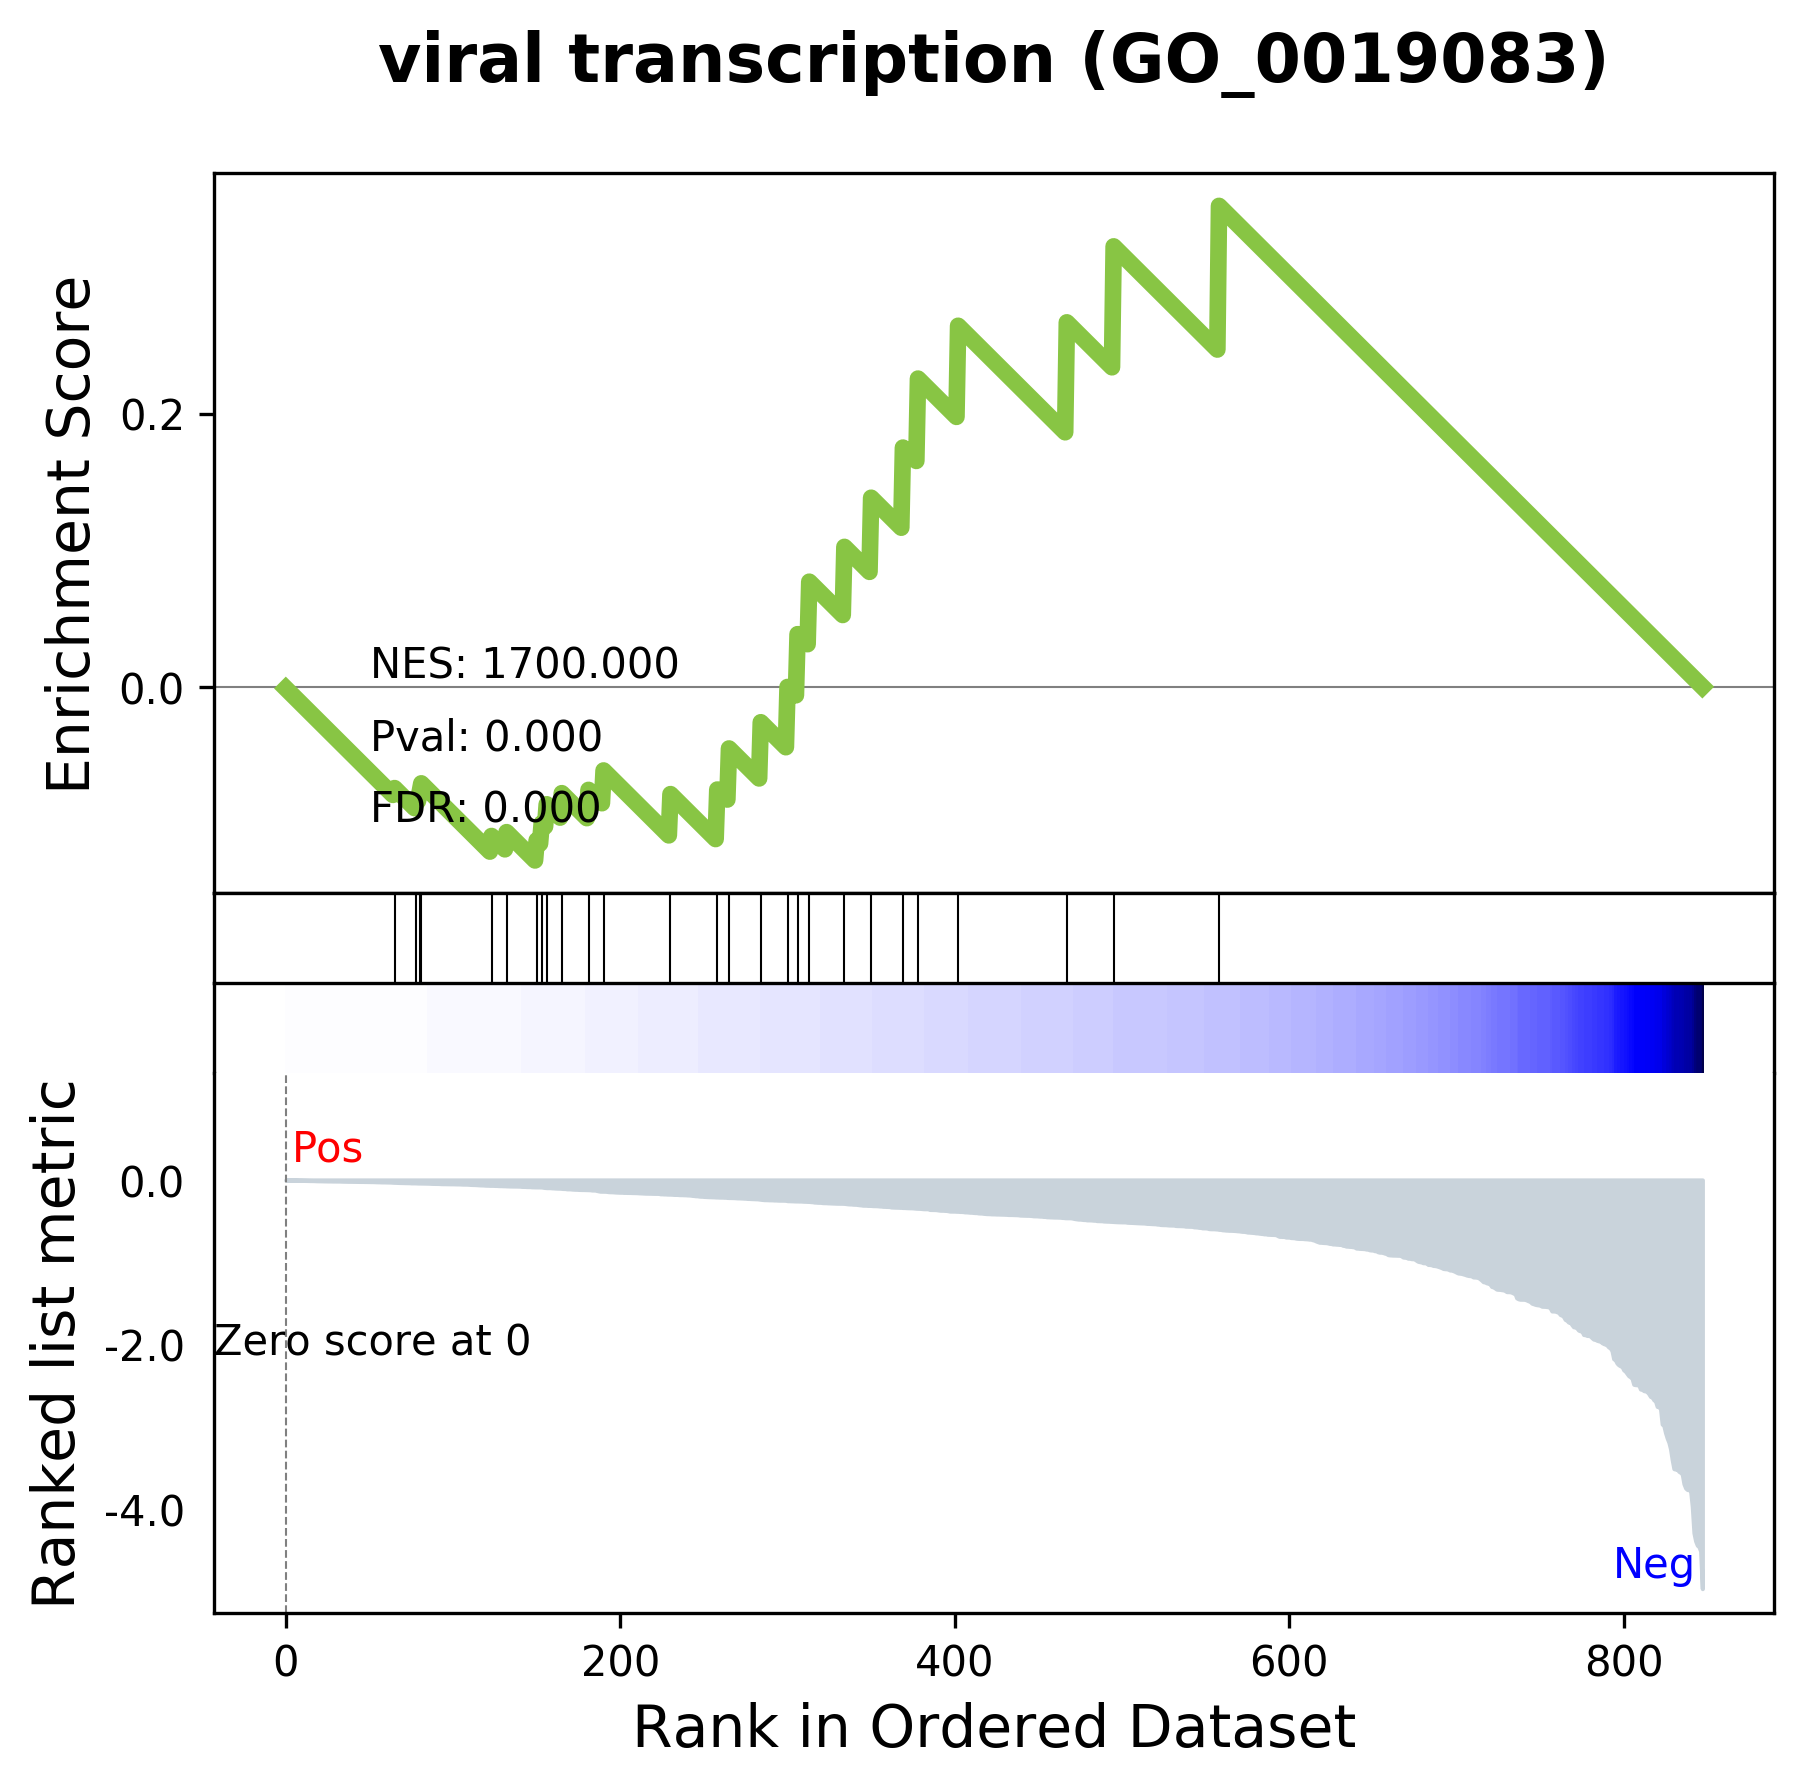 viral transcription (GO_0019083)
Enrichment Score
0.2
0.0
NES: 1700.000
Pval: 0.000
FDR: 0.000
Ranked list metric
Pos
0.0
-2.0
Zero score at 0
-4.0
Neg
0 200 400 600 800
Rank in Ordered Dataset